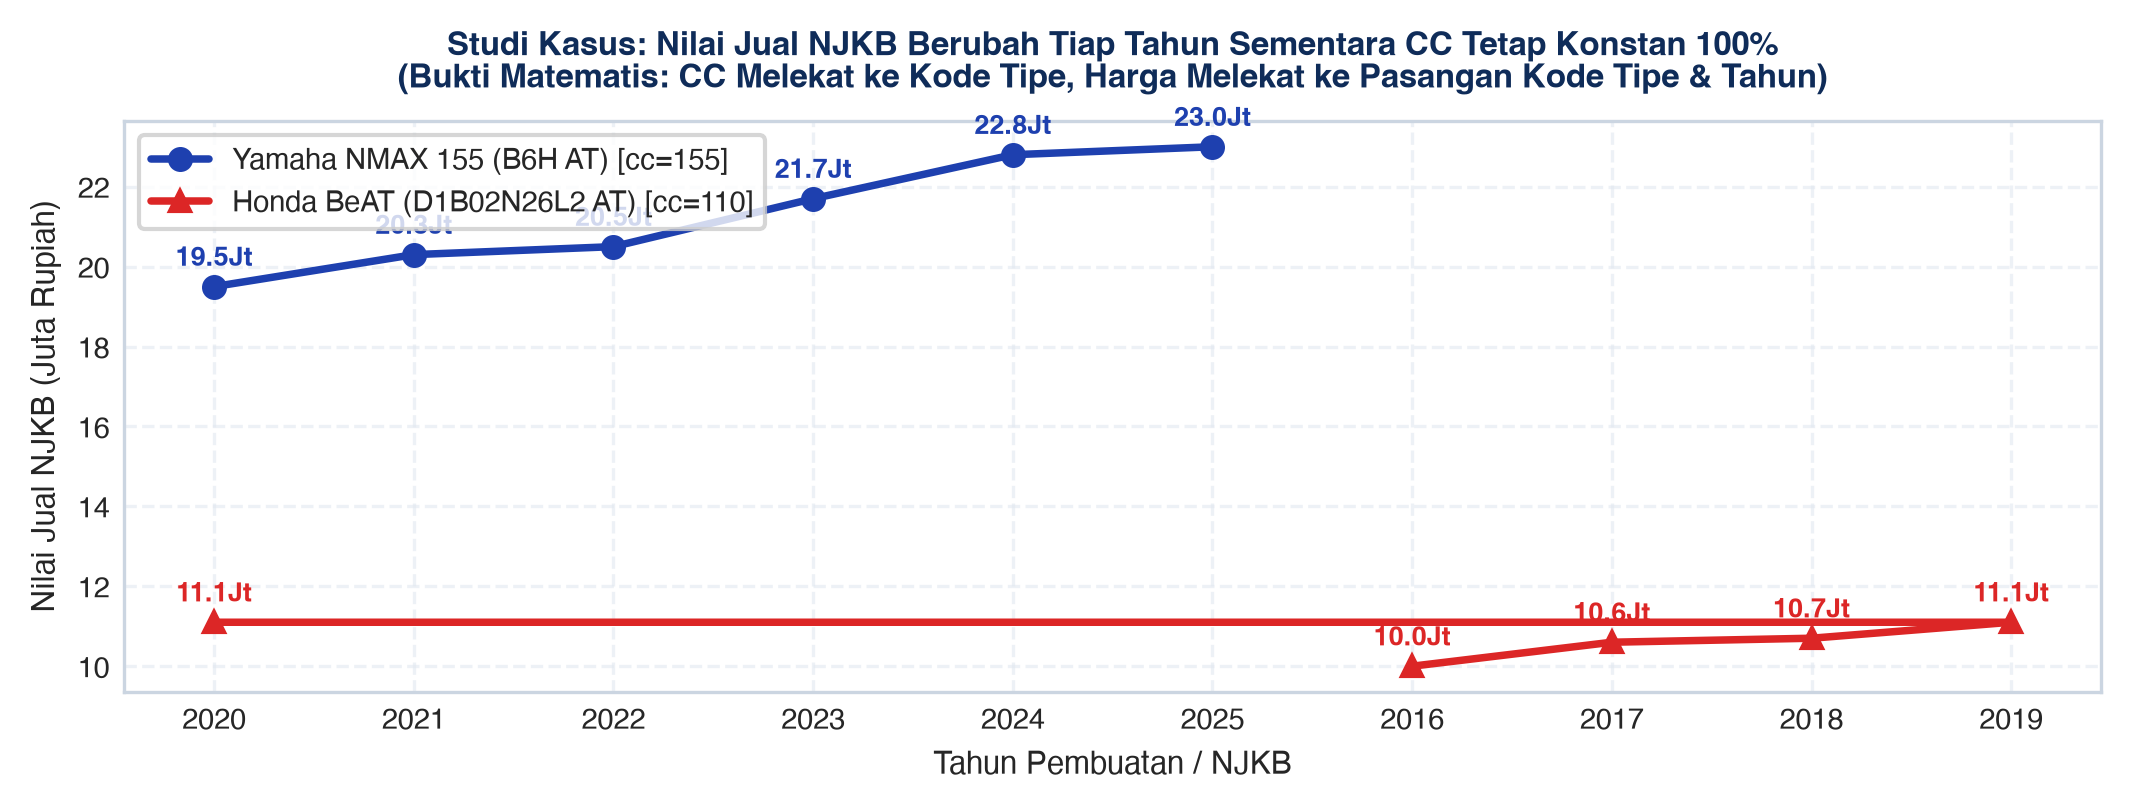 Studi Kasus: Nilai Jual NJKB Berubah Tiap Tahun Sementara CC Tetap Konstan 100%
(Bukti Matematis: CC Melekat ke Kode Tipe, Harga Melekat ke Pasangan Kode Tipe & Tahun)
Yamaha NMAX 155 (B6H AT) [cc=155]
Honda BeAT (D1B02N26L2 AT) [cc=110]
19.5Jt
20.3Jt
20.5Jt
21.7Jt
22.8Jt
23.0Jt
11.1Jt
10.0Jt
10.6Jt
10.7Jt
11.1Jt
Nilai Jual NJKB (Juta Rupiah)
22
20
18
16
14
12
10
2020 2021 2022 2023 2024 2025 2016 2017 2018 2019
Tahun Pembuatan / NJKB